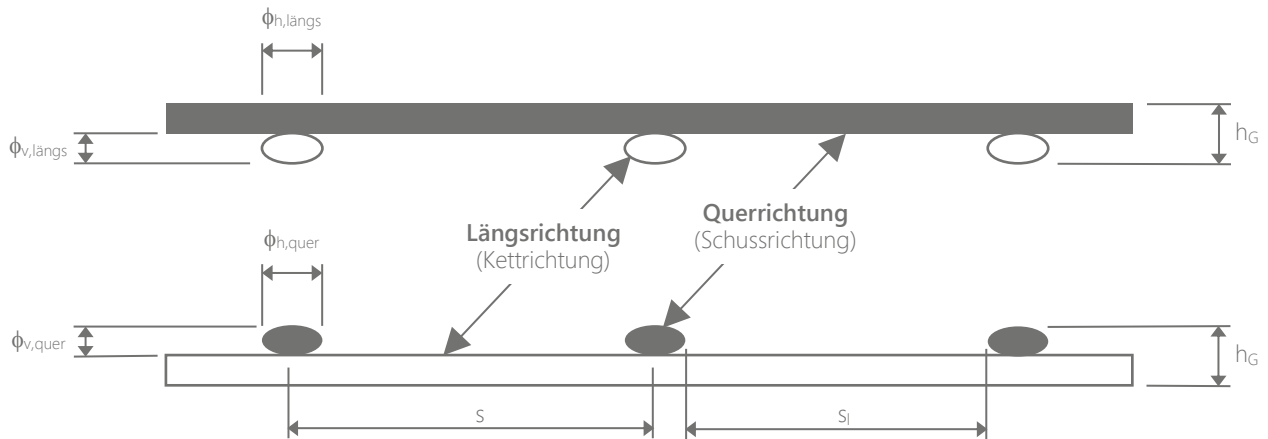 ϕh,längs
ϕv,längs
hG
Längsrichtung
(Kettrichtung)
Querrichtung
(Schussrichtung)
ϕh,quer
ϕv,quer
hG
s
sl